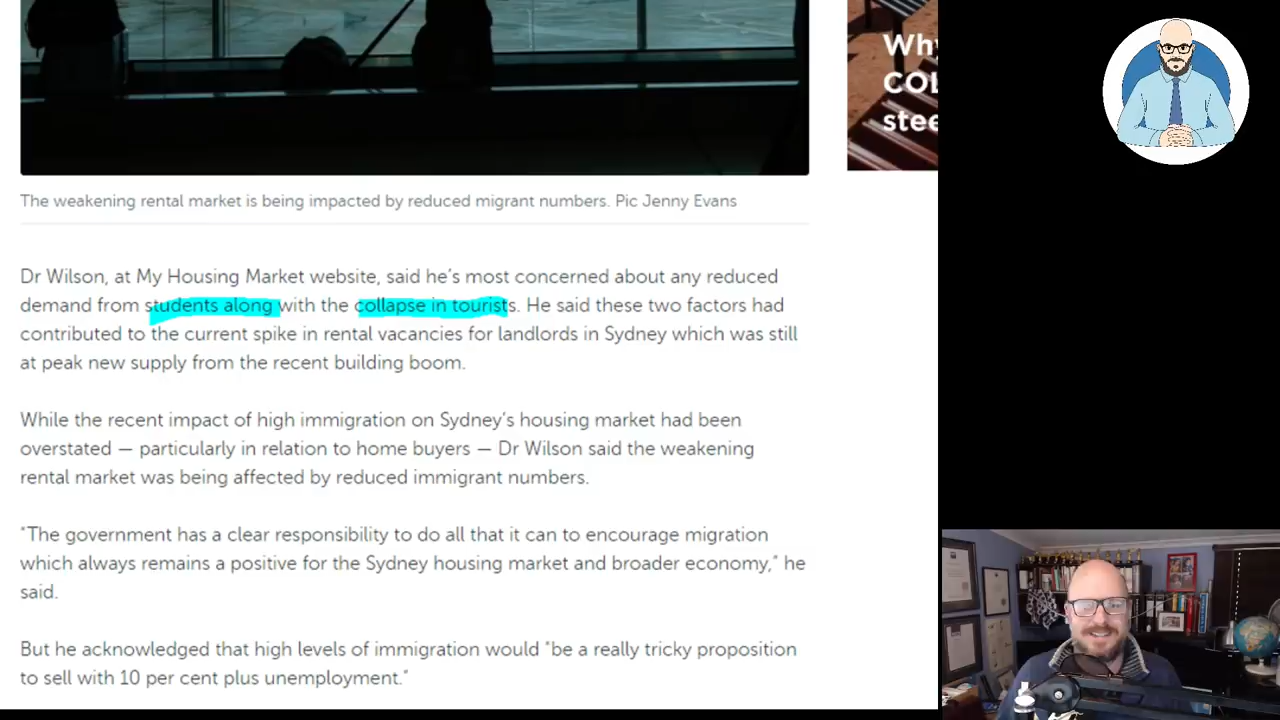 Why
COL
stee
The weakening rental market is being impacted by reduced migrant numbers. Pic Jenny Evans
Dr Wilson, at My Housing Market website, said he's most concerned about any reduced
demand from students along with the collapse in tourists. He said these two factors had
contributed to the current spike in rental vacancies for landlords in Sydney which was still
at peak new supply from the recent building boom.
While the recent impact of high immigration on Sydney's housing market had been
overstated — particularly in relation to home buyers — Dr Wilson said the weakening
rental market was being affected by reduced immigrant numbers.
"The government has a clear responsibility to do all that it can to encourage migration
which always remains a positive for the Sydney housing market and broader economy," he
said.
But he acknowledged that high levels of immigration would "be a really tricky proposition
to sell with 10 per cent plus unemployment."